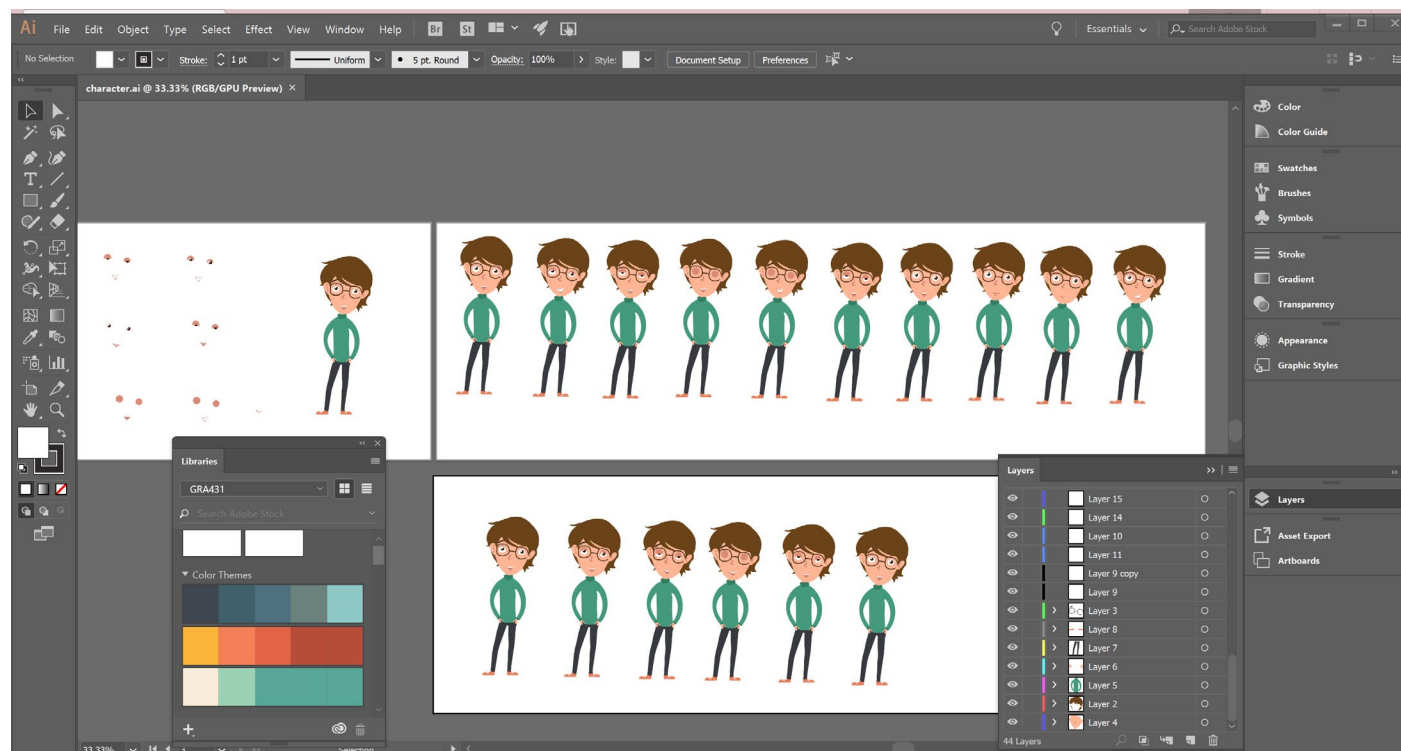 Ai File Edit Object Type Select Effect View Window Help Br St Essentials Search Adobe Stock
No Selection Stroke: 1 pt Uniform 5 pt. Round Opacity: 100% Style: Document Setup Preferences
character.ai @ 33.33% (RGB/GPU Preview) ×
Color
Color Guide
Swatches
Brushes
Symbols
Stroke
Gradient
Transparency
Appearance
Graphic Styles
Libraries
GRA431
Search Adobe Stock
Color Themes
Layers
Layer 15
Layer 14
Layer 10
Layer 11
Layer 9 copy
Layer 9
Layer 3
Layer 8
Layer 7
Layer 6
Layer 5
Layer 2
Layer 4
44 Layers
Layers
Asset Export
Artboards
33.33% Selection